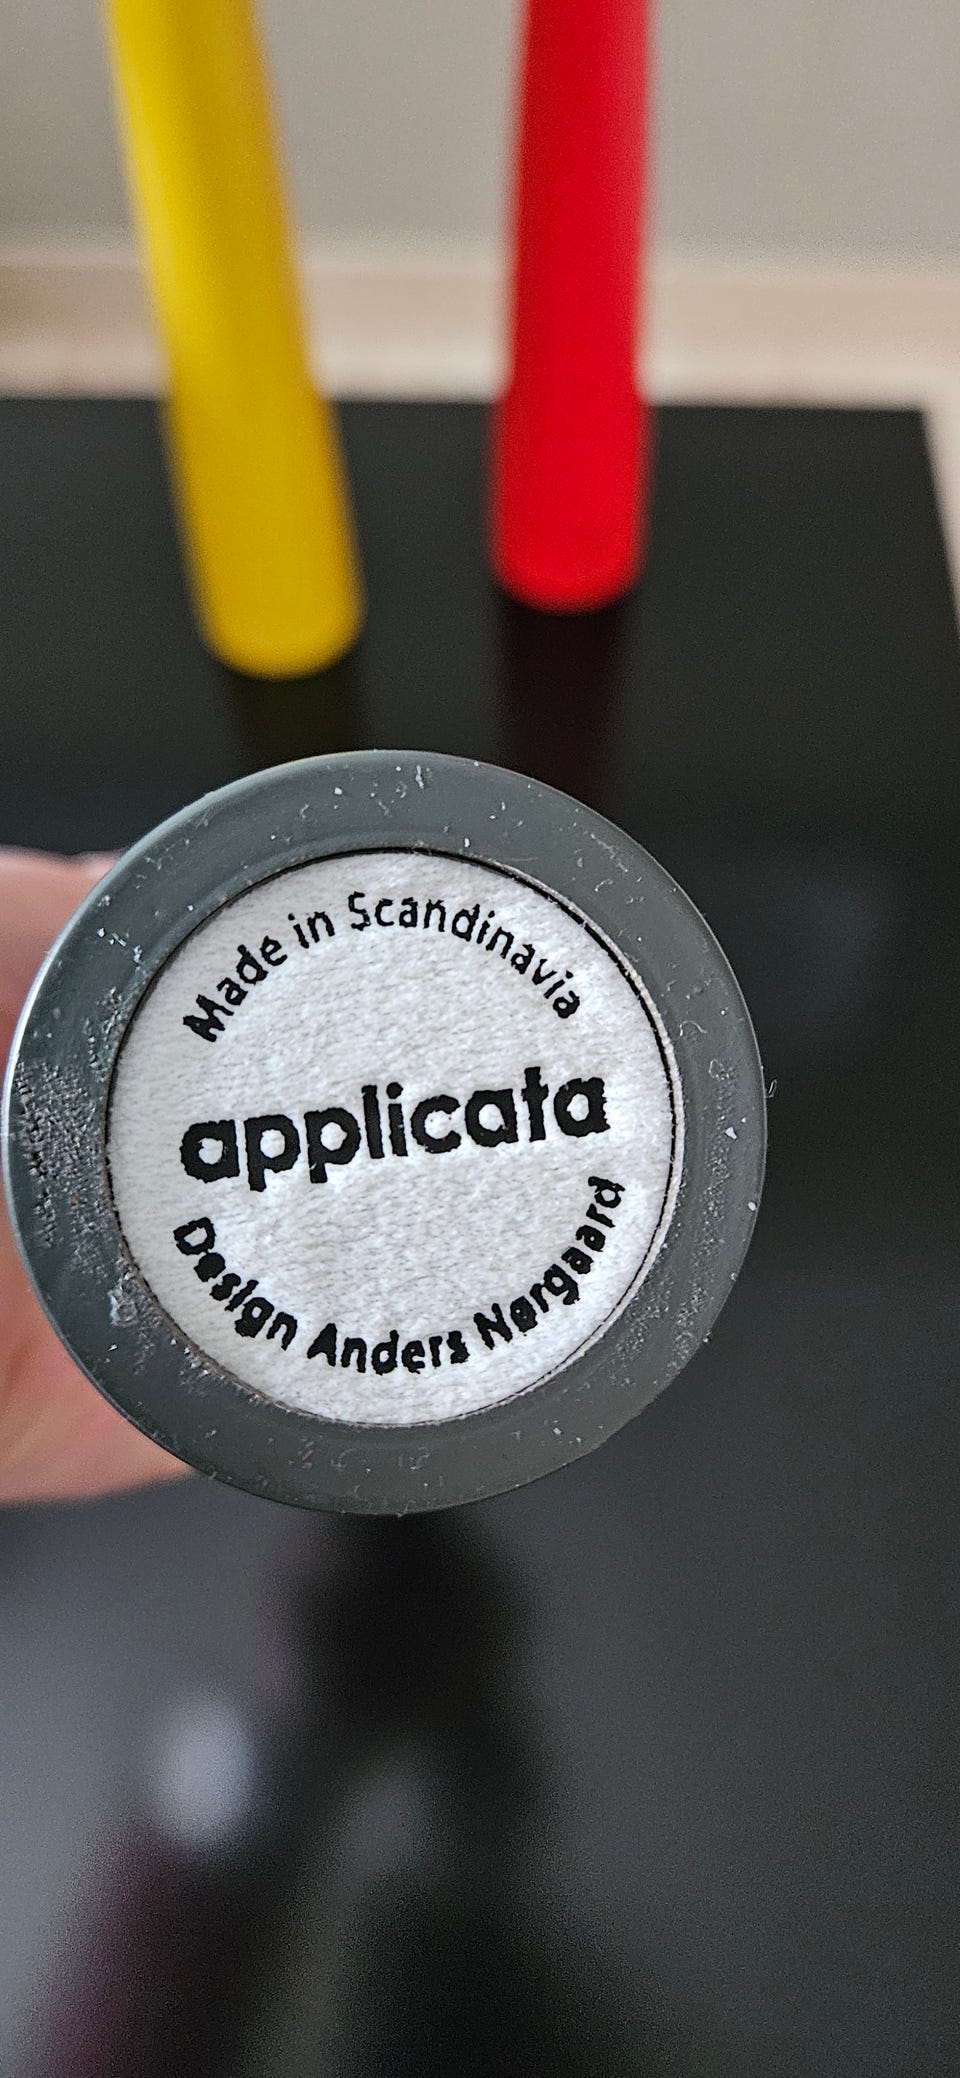 Made in Scandinavia
applicata
Design Anders Nørgaard